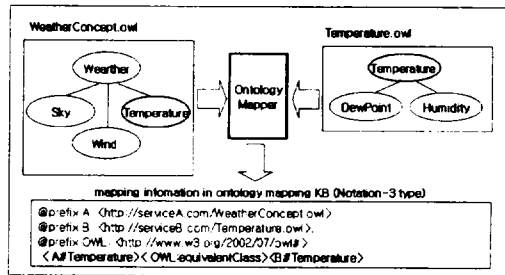 WeatherConcept.owl
Temperature.owl
Wearther
Sky
Temperature
Wind
Ontology
Mapper
Temperature
DewPoint
Humidity
mapping infomation in ontology mapping KB (Notation-3 type)
@prefix A <http://serviceA.com/WeatherConcept.owl>
@prefix B <http://serviceB.com/Temperature.owl>.
@prefix OWL: <http://www.w3.org/2002/07/owl#>
<A#Temperature><OWL:equivalentClass><B#Temperature>